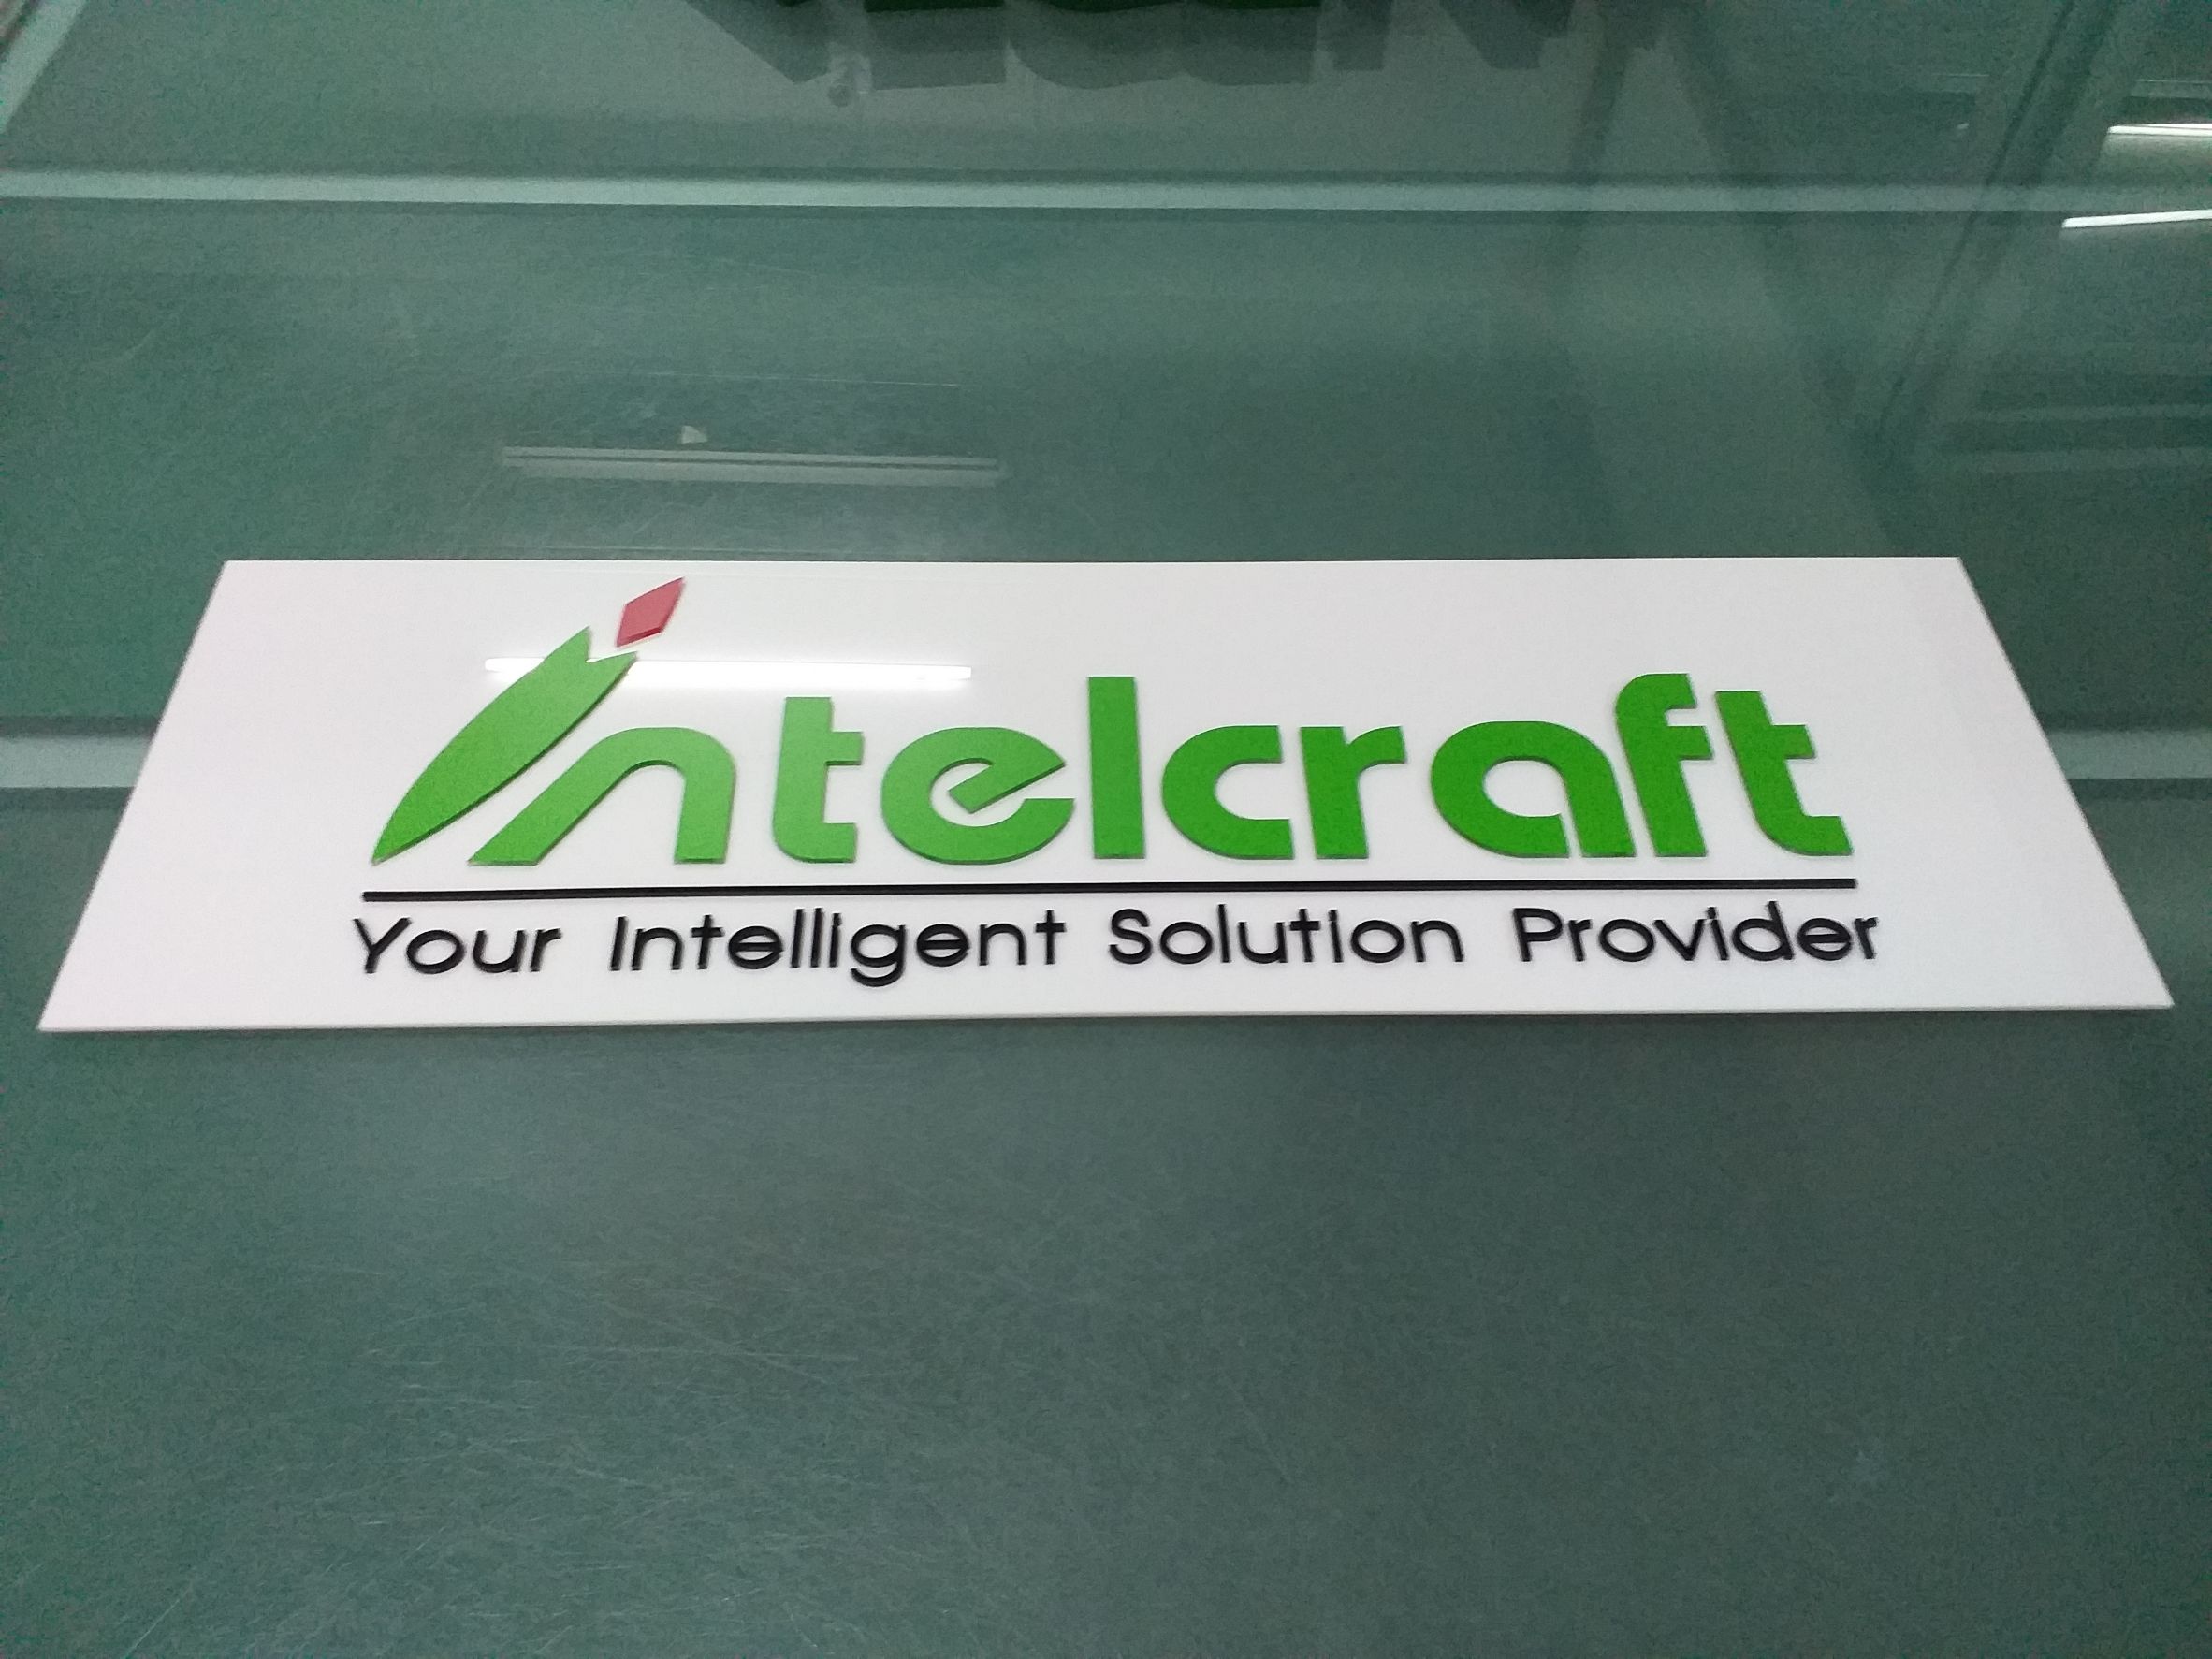 Intelcraft
Your Intelligent Solution Provider